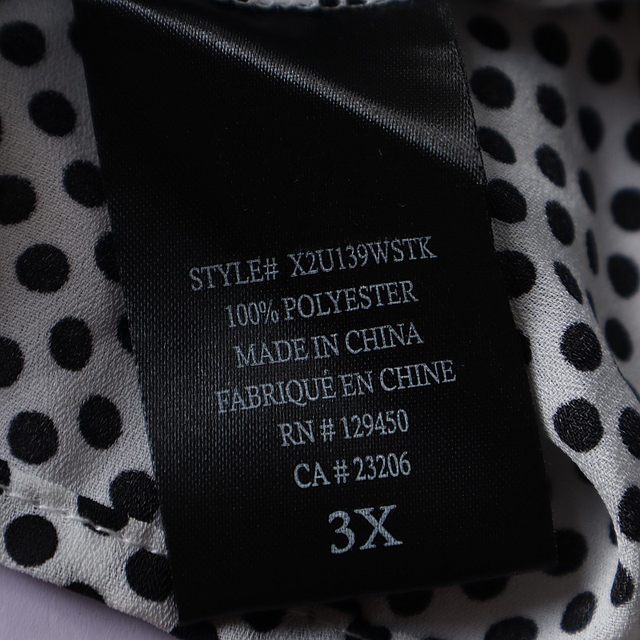 STYLE# X2U139WSTK
100% POLYESTER
MADE IN CHINA
FABRIQUÉ EN CHINE
RN # 129450
CA # 23206
3X